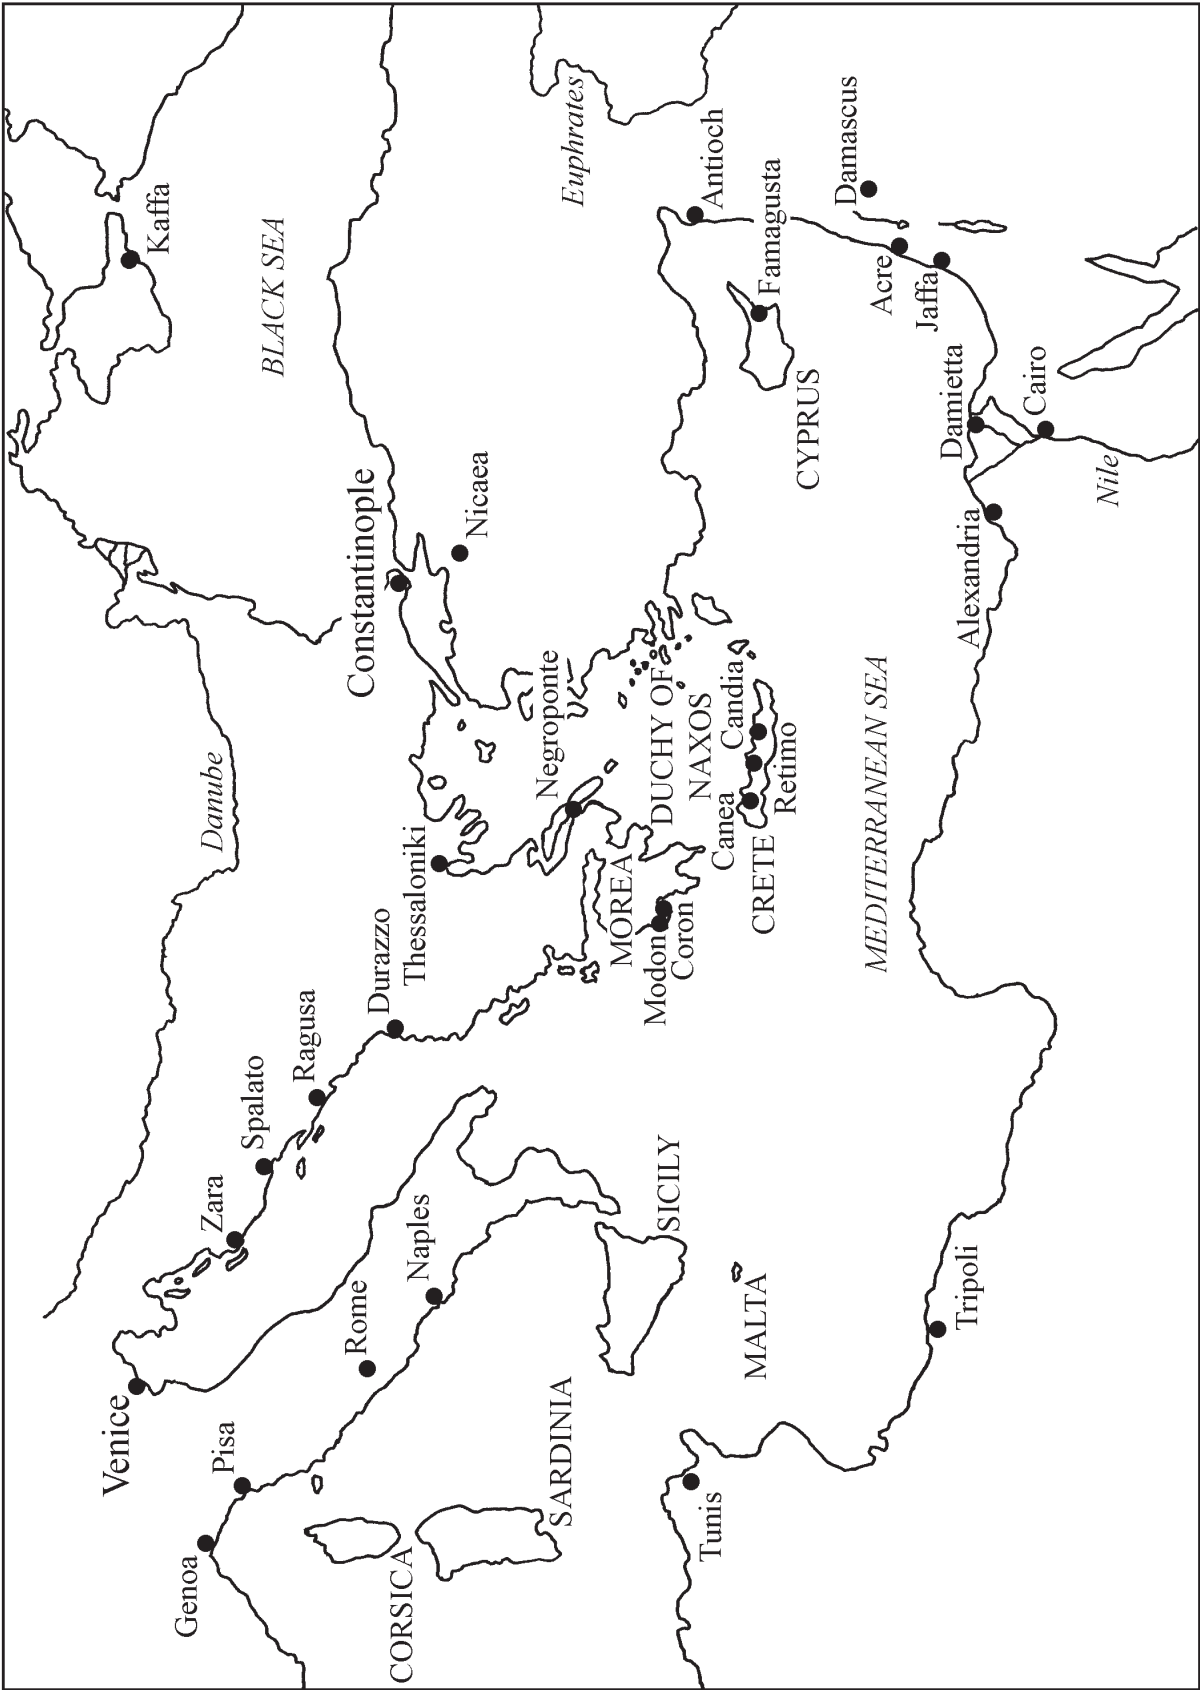 Venice
Genoa
Pisa
Zara
Spalato
Ragusa
Durazzo
Rome
Naples
CORSICA
SARDINIA
SICILY
MALTA
Tunis
Tripoli
Danube
Thessaloniki
Constantinople
Nicaea
BLACK SEA
Kaffa
Negroponte
MOREA
Modon
Coron
DUCHY OF
NAXOS
Canea
Candia
Retimo
CRETE
MEDITERRANEAN SEA
Euphrates
Antioch
Famagusta
CYPRUS
Damascus
Acre
Jaffa
Damietta
Cairo
Alexandria
Nile